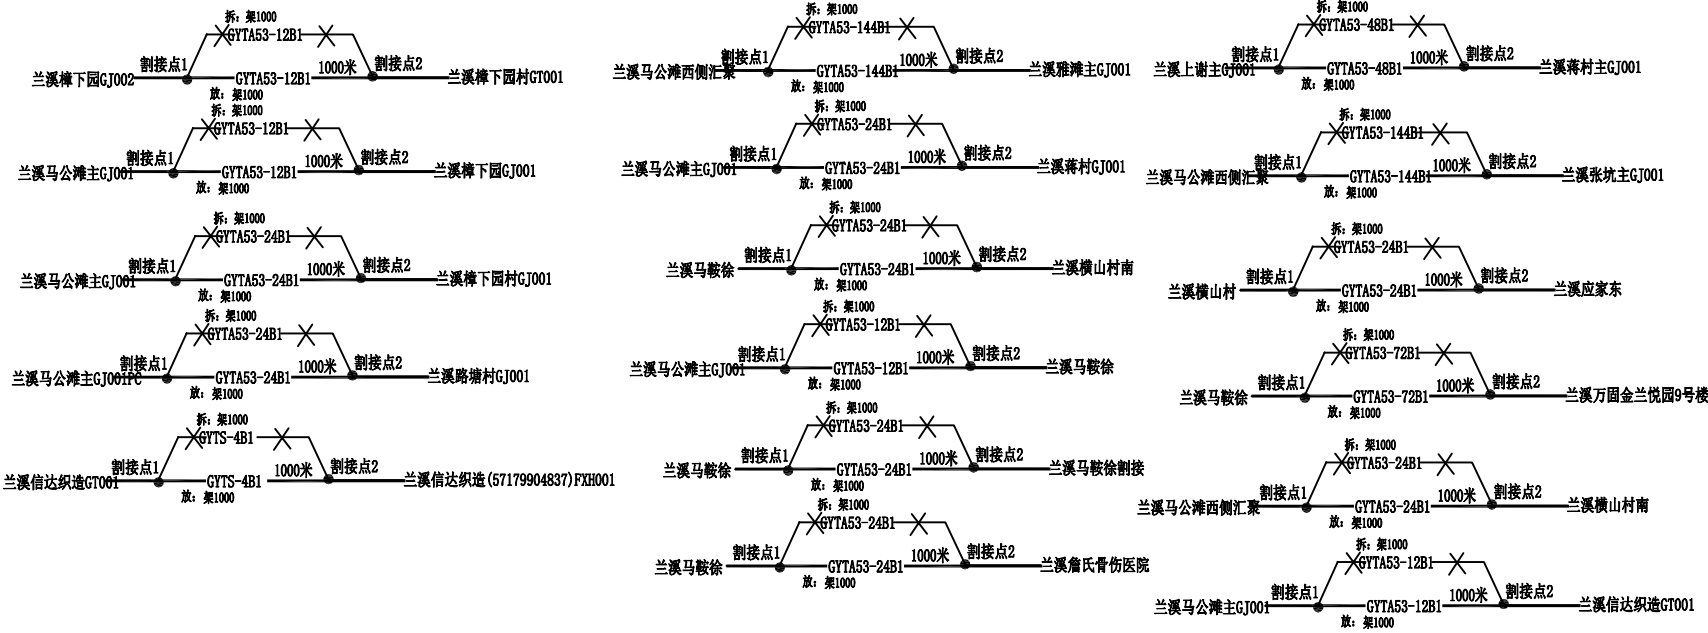 拆: 架1000
GYTA53-12B1
割接点1
1000米
割接点2
兰溪樟下园GJ002
GYTA53-12B1
兰溪樟下园村GT001
放: 架1000
拆: 架1000
GYTA53-12B1
割接点1
1000米
割接点2
兰溪马公滩主GJ001
GYTA53-12B1
兰溪樟下园GJ001
放: 架1000
拆: 架1000
GYTA53-24B1
割接点1
1000米
割接点2
兰溪马公滩主GJ001
GYTA53-24B1
兰溪樟下园村GJ001
放: 架1000
拆: 架1000
GYTA53-24B1
割接点1
1000米
割接点2
兰溪马公滩主GJ001PC
GYTA53-24B1
兰溪路塘村GJ001
放: 架1000
拆: 架1000
GYTS-4B1
割接点1
1000米
割接点2
兰溪信达织造GT001
GYTS-4B1
兰溪信达织造(57179904837)FXH001
放: 架1000
拆: 架1000
GYTA53-144B1
割接点1
1000米
割接点2
兰溪马公滩西侧汇聚
GYTA53-144B1
兰溪雅滩主GJ001
放: 架1000
拆: 架1000
GYTA53-24B1
割接点1
1000米
割接点2
兰溪马公滩主GJ001
GYTA53-24B1
兰溪蒋村GJ001
放: 架1000
拆: 架1000
GYTA53-24B1
割接点1
1000米
割接点2
兰溪马鞍徐
GYTA53-24B1
兰溪横山村南
放: 架1000
拆: 架1000
GYTA53-12B1
割接点1
1000米
割接点2
兰溪马公滩主GJ001
GYTA53-12B1
兰溪马鞍徐
放: 架1000
拆: 架1000
GYTA53-24B1
割接点1
1000米
割接点2
兰溪马鞍徐
GYTA53-24B1
兰溪马鞍徐割接
放: 架1000
拆: 架1000
GYTA53-24B1
割接点1
1000米
割接点2
兰溪马鞍徐
GYTA53-24B1
兰溪詹氏骨伤医院
放: 架1000
拆: 架1000
GYTA53-48B1
割接点1
1000米
割接点2
兰溪上谢主GJ001
GYTA53-48B1
兰溪蒋村主GJ001
放: 架1000
拆: 架1000
GYTA53-144B1
割接点1
1000米
割接点2
兰溪马公滩西侧汇聚
GYTA53-144B1
兰溪张坑主GJ001
放: 架1000
拆: 架1000
GYTA53-24B1
割接点1
1000米
割接点2
兰溪横山村
GYTA53-24B1
兰溪应家东
放: 架1000
拆: 架1000
GYTA53-72B1
割接点1
1000米
割接点2
兰溪马鞍徐
GYTA53-72B1
兰溪万固金兰悦园9号楼
放: 架1000
拆: 架1000
GYTA53-24B1
割接点1
1000米
割接点2
兰溪马公滩西侧汇聚
GYTA53-24B1
兰溪横山村南
放: 架1000
拆: 架1000
GYTA53-12B1
割接点1
1000米
割接点2
兰溪马公滩主GJ001
GYTA53-12B1
兰溪信达织造GT001
放: 架1000